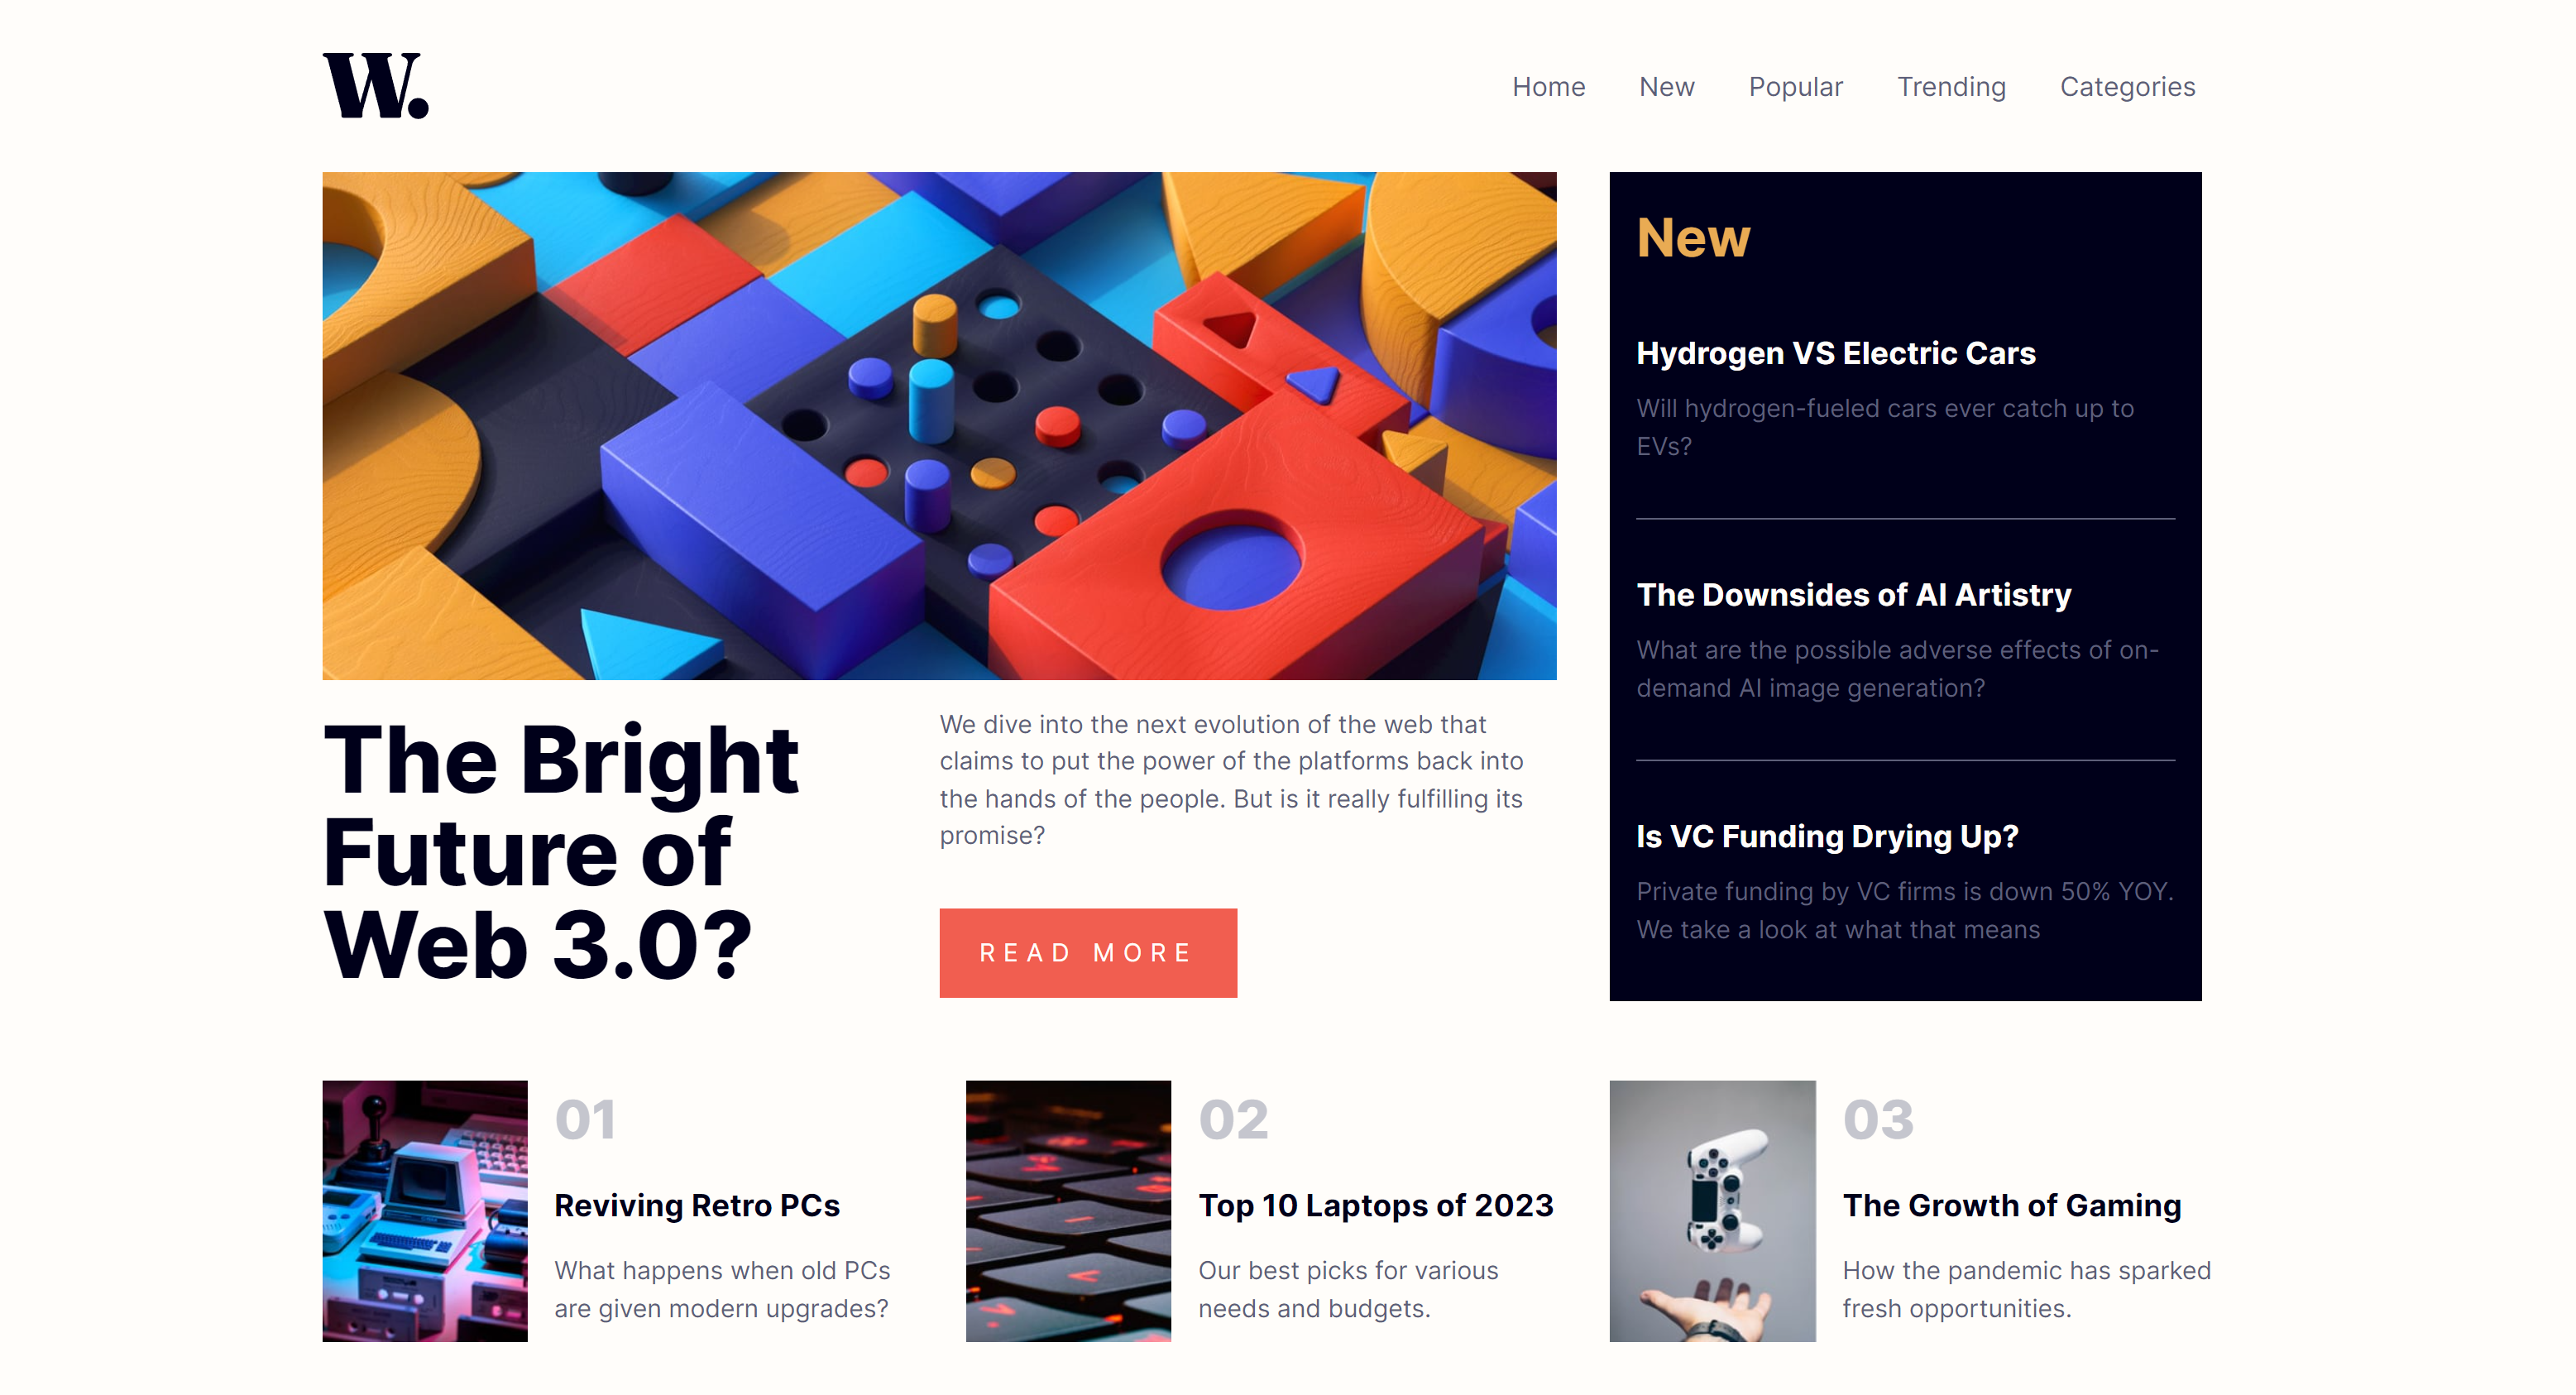 W.
Home New Popular Trending Categories
The Bright
Future of
Web 3.0?
We dive into the next evolution of the web that
claims to put the power of the platforms back into
the hands of the people. But is it really fulfilling its
promise?
READ MORE
New
Hydrogen VS Electric Cars
Will hydrogen-fueled cars ever catch up to
EVs?
The Downsides of AI Artistry
What are the possible adverse effects of on-
demand AI image generation?
Is VC Funding Drying Up?
Private funding by VC firms is down 50% YOY.
We take a look at what that means
01
Reviving Retro PCs
What happens when old PCs
are given modern upgrades?
02
Top 10 Laptops of 2023
Our best picks for various
needs and budgets.
03
The Growth of Gaming
How the pandemic has sparked
fresh opportunities.